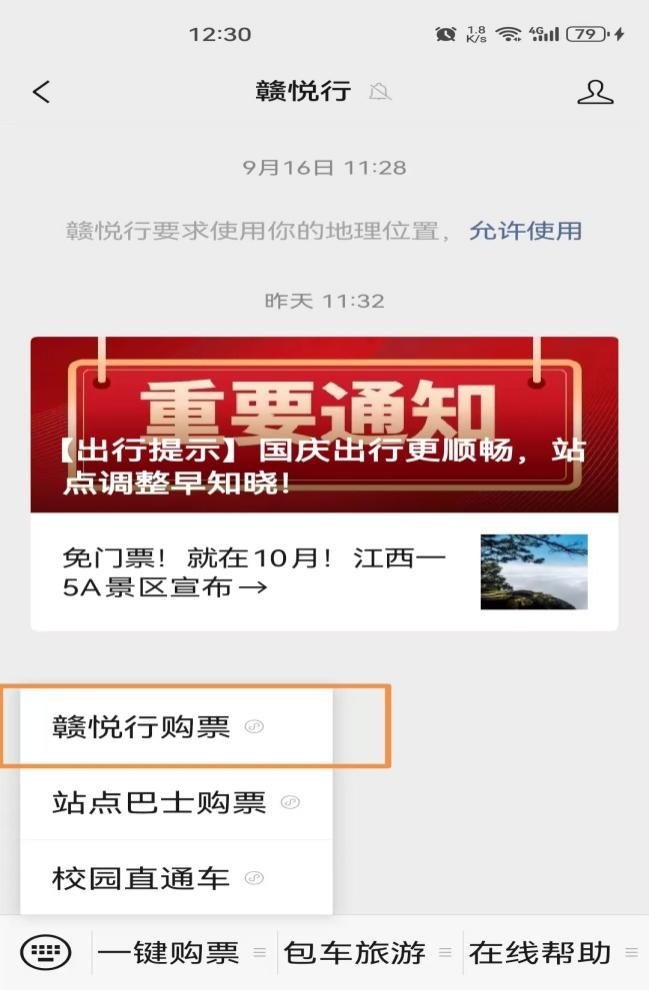 12:30
1.8 K/s 4G 79
赣悦行
9月16日 11:28
赣悦行要求使用你的地理位置，允许使用
昨天 11:32
重要通知
【出行提示】国庆出行更顺畅，站
点调整早知晓！
免门票！就在10月！江西一
5A景区宣布→
赣悦行购票
站点巴士购票
校园直通车
一键购票 包车旅游 在线帮助